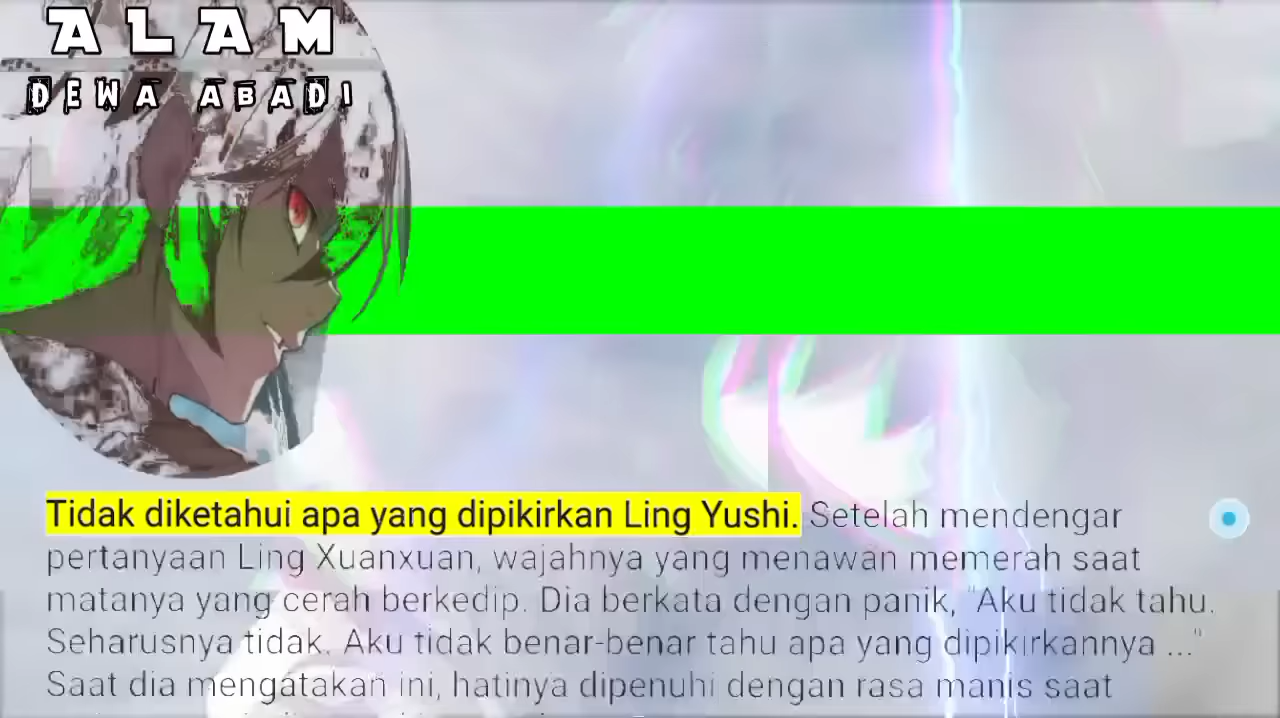 ALAM
DEWA ABADI
Tidak diketahui apa yang dipikirkan Ling Yushi. Setelah mendengar
pertanyaan Ling Xuanxuan, wajahnya yang menawan memerah saat
matanya yang cerah berkedip. Dia berkata dengan panik, "Aku tidak tahu.
Seharusnya tidak. Aku tidak benar-benar tahu apa yang dipikirkannya ..."
Saat dia mengatakan ini, hatinya dipenuhi dengan rasa manis saat